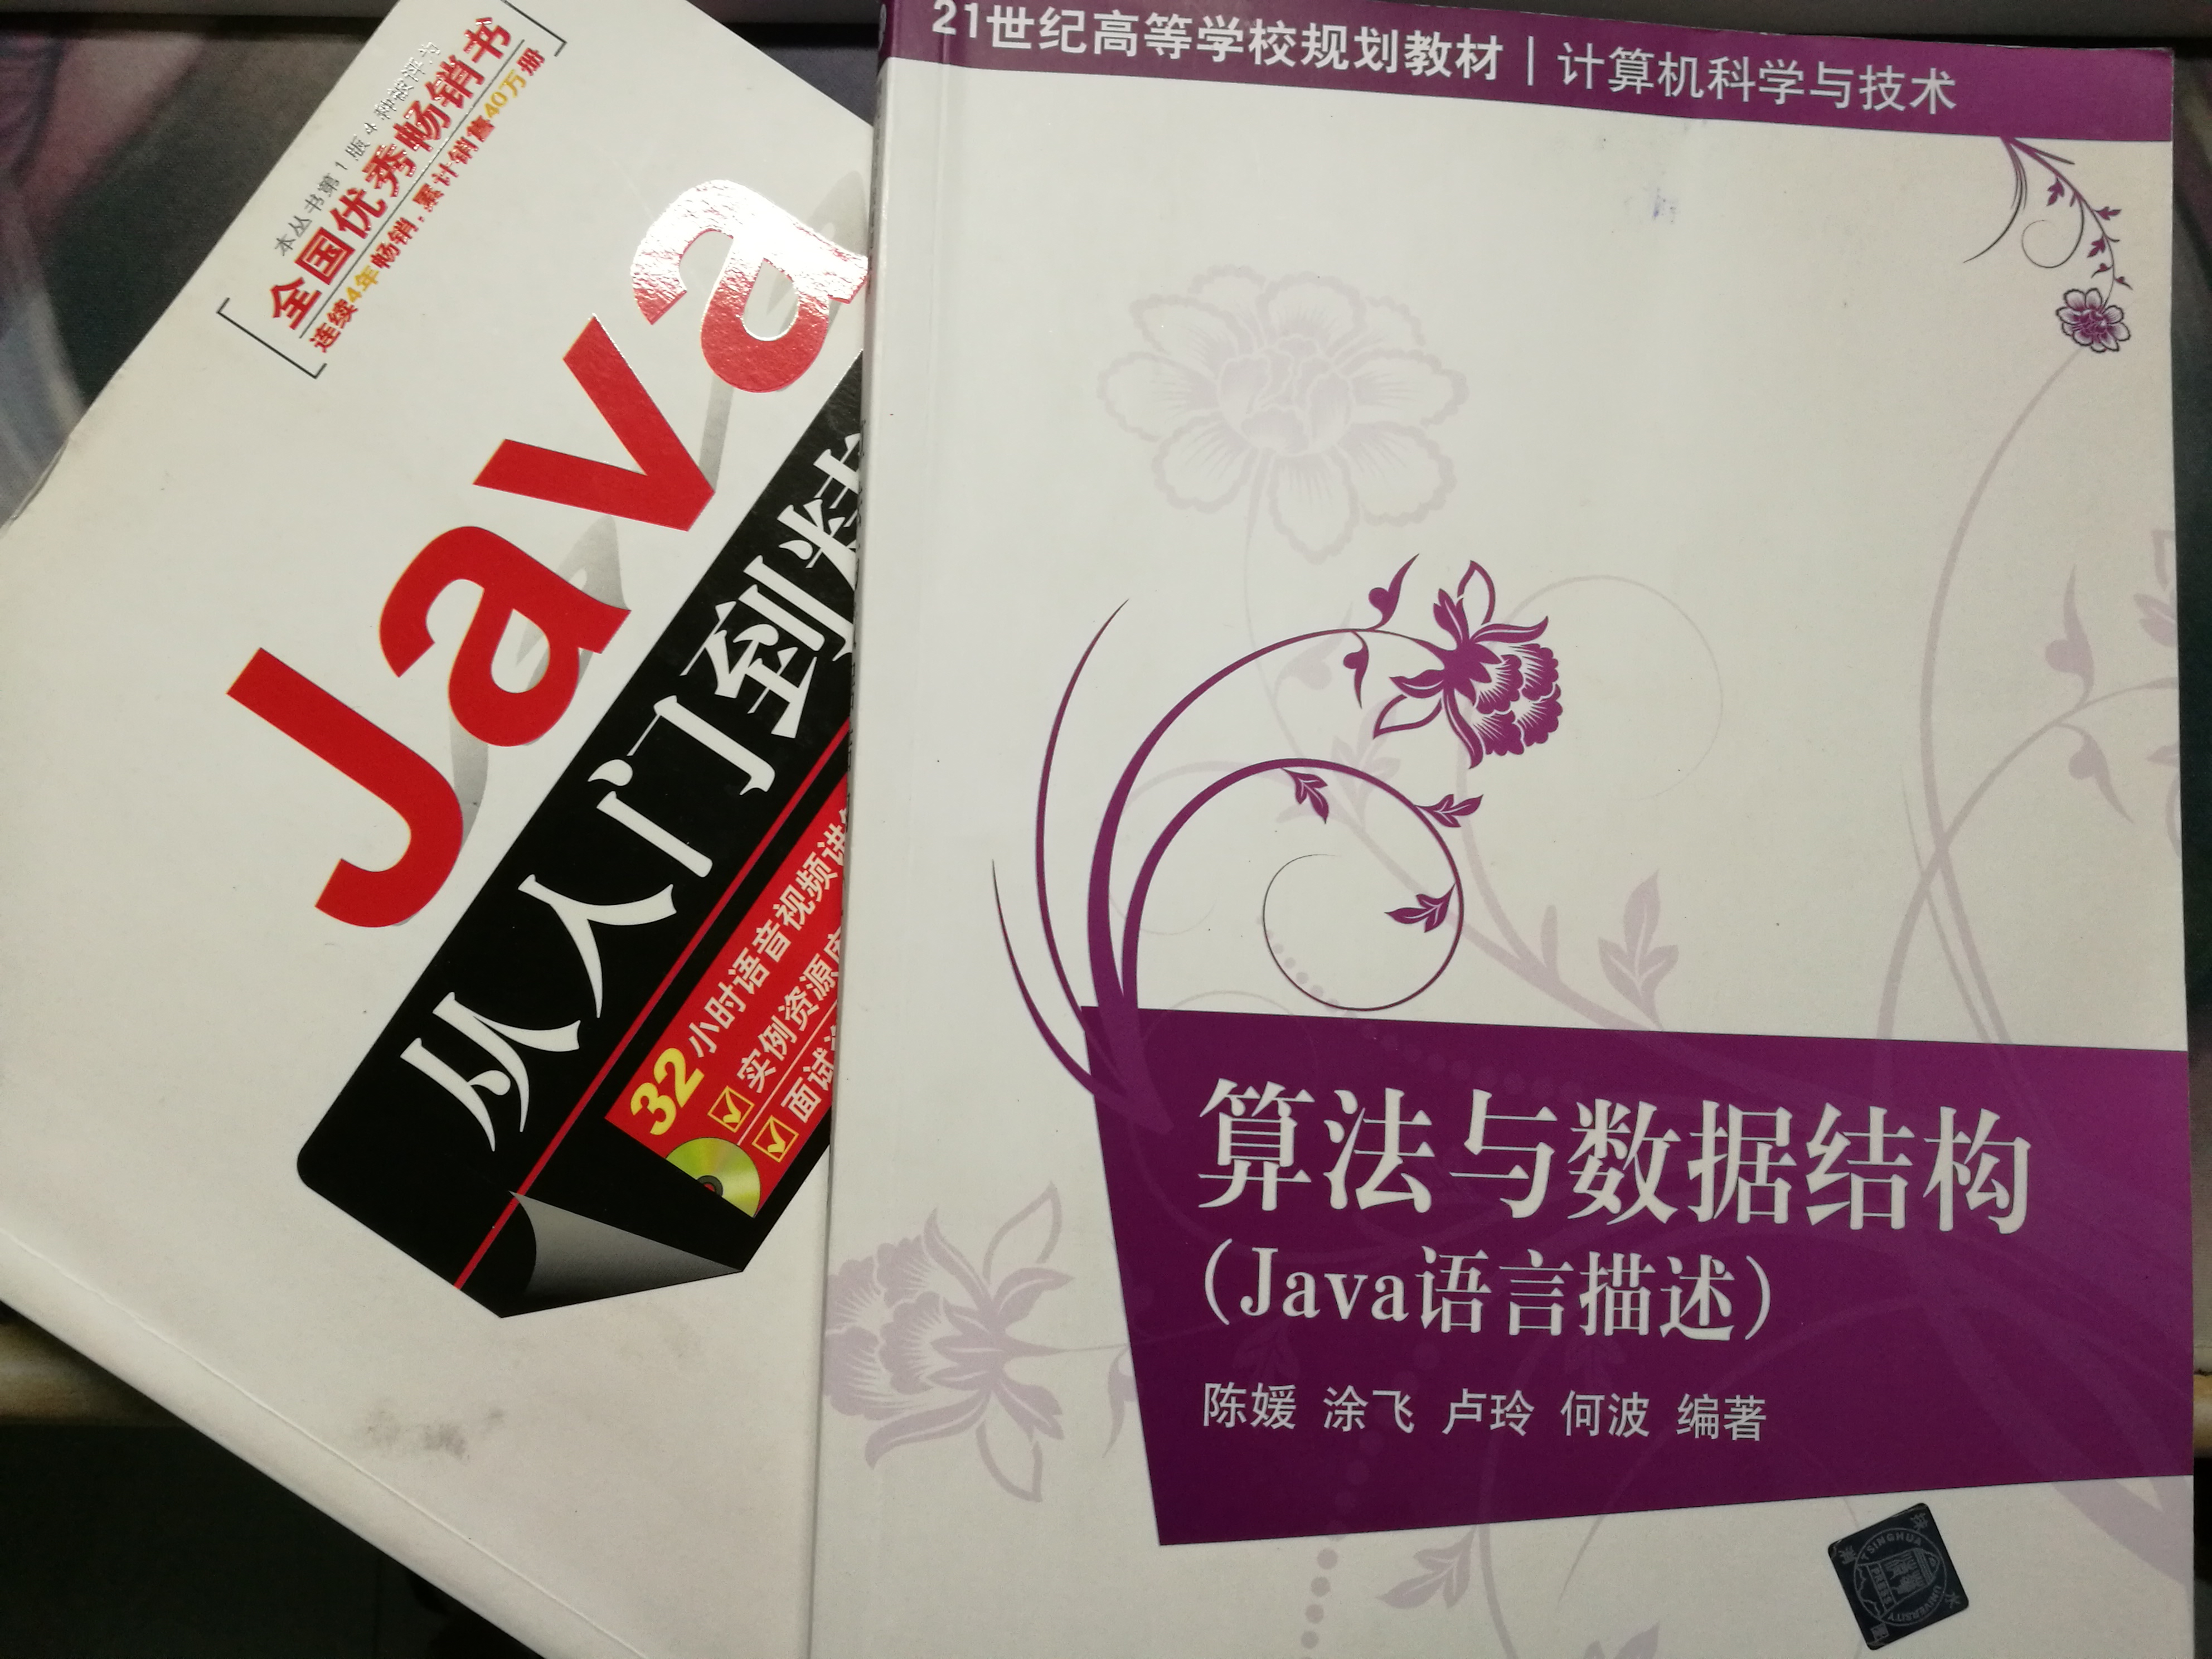 本丛书第1版4种被评为
全国优秀畅销书
连续4年畅销，累计销售40万册
Java
从入门到精
32小时语音视频讲
实例资源库
面试
21世纪高等学校规划教材 | 计算机科学与技术
算法与数据结构
（Java语言描述）
陈媛 涂飞 卢玲 何波 编著
TSINGHUA
UNIVERSITY
PRESS